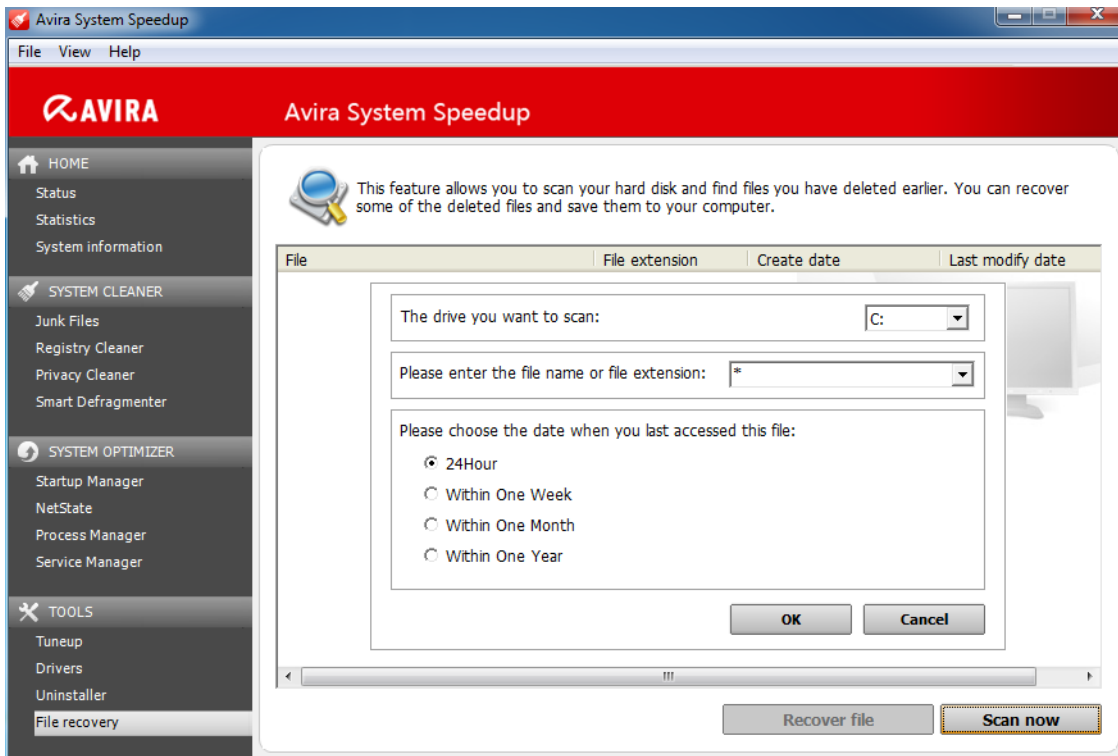 Avira System Speedup
File View Help
AVIRA
Avira System Speedup
HOME
Status
Statistics
System information
SYSTEM CLEANER
Junk Files
Registry Cleaner
Privacy Cleaner
Smart Defragmenter
SYSTEM OPTIMIZER
Startup Manager
NetState
Process Manager
Service Manager
TOOLS
Tuneup
Drivers
Uninstaller
File recovery
This feature allows you to scan your hard disk and find files you have deleted earlier. You can recover
some of the deleted files and save them to your computer.
File File extension Create date Last modify date
The drive you want to scan: C:
Please enter the file name or file extension: *
Please choose the date when you last accessed this file:
24Hour
Within One Week
Within One Month
Within One Year
OK Cancel
Recover file Scan now